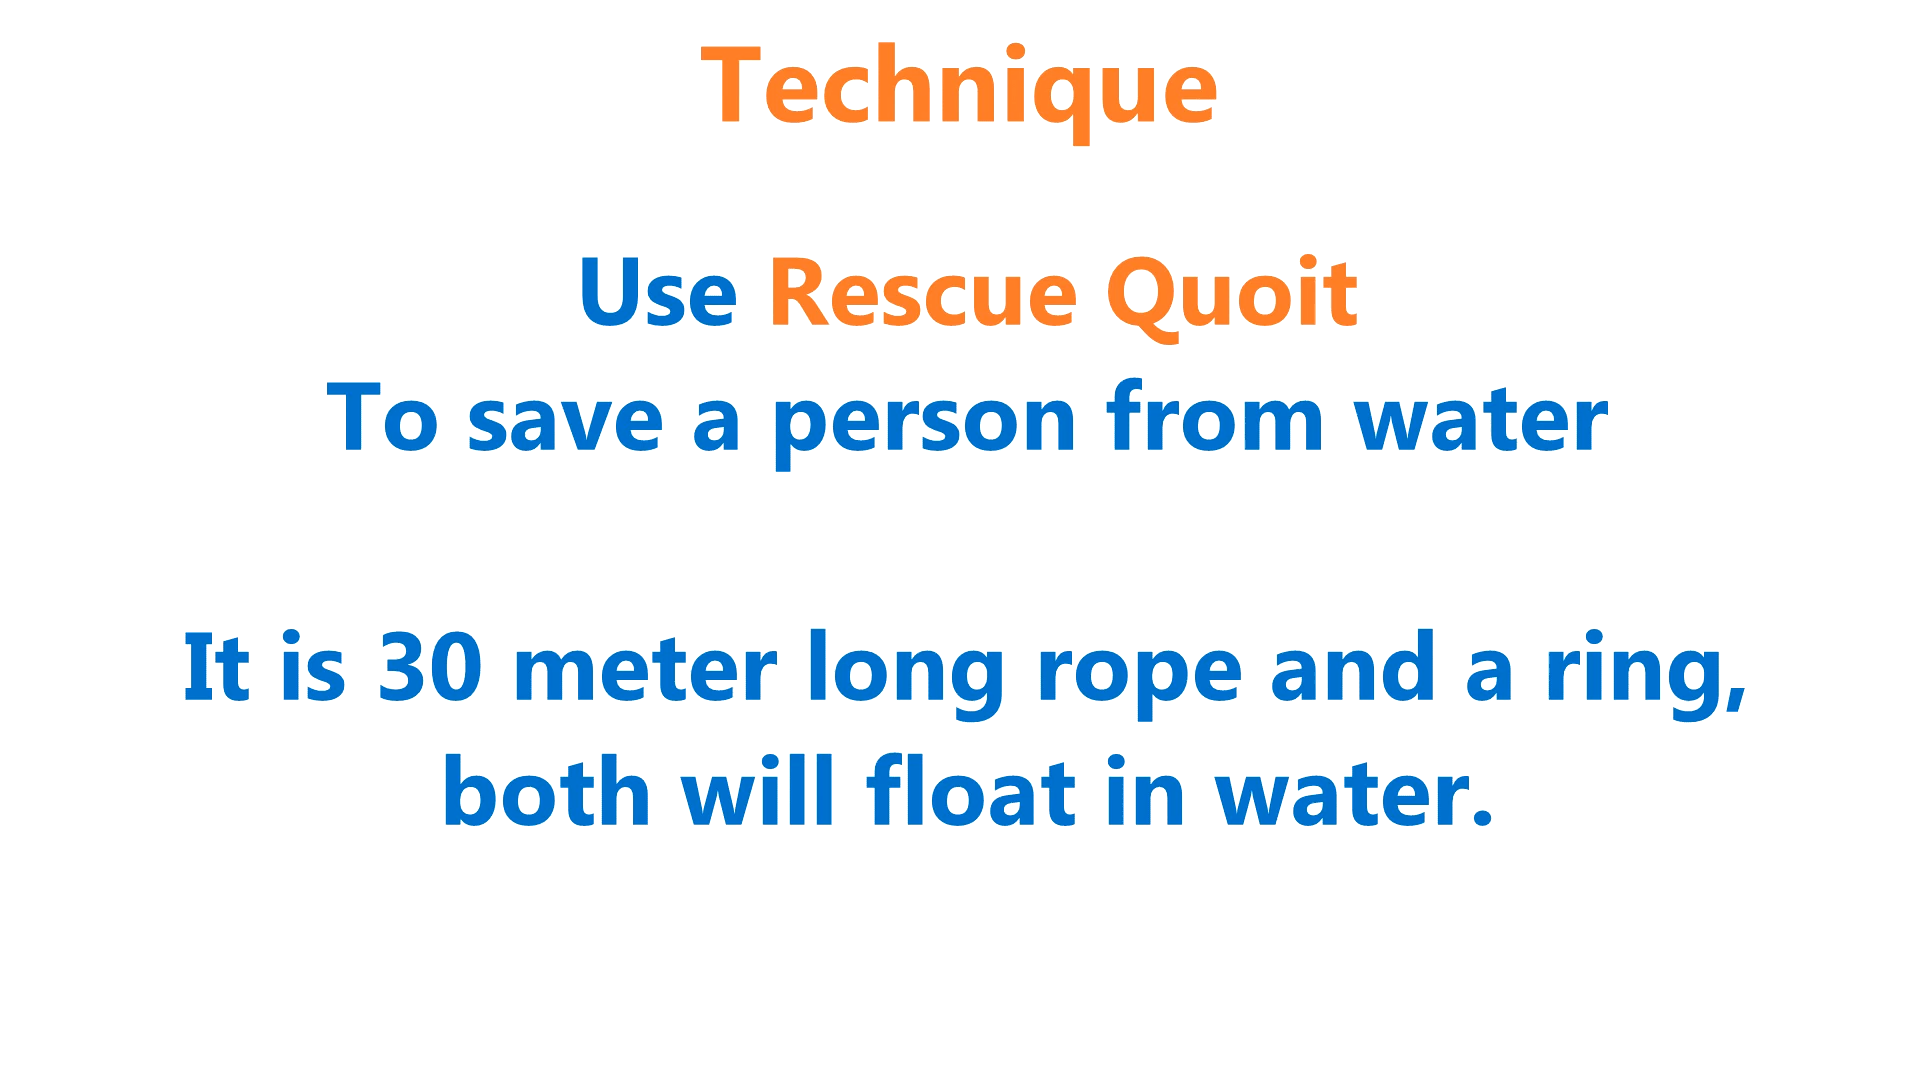 Technique
Use Rescue Quoit
To save a person from water
It is 30 meter long rope and a ring,
both will float in water.